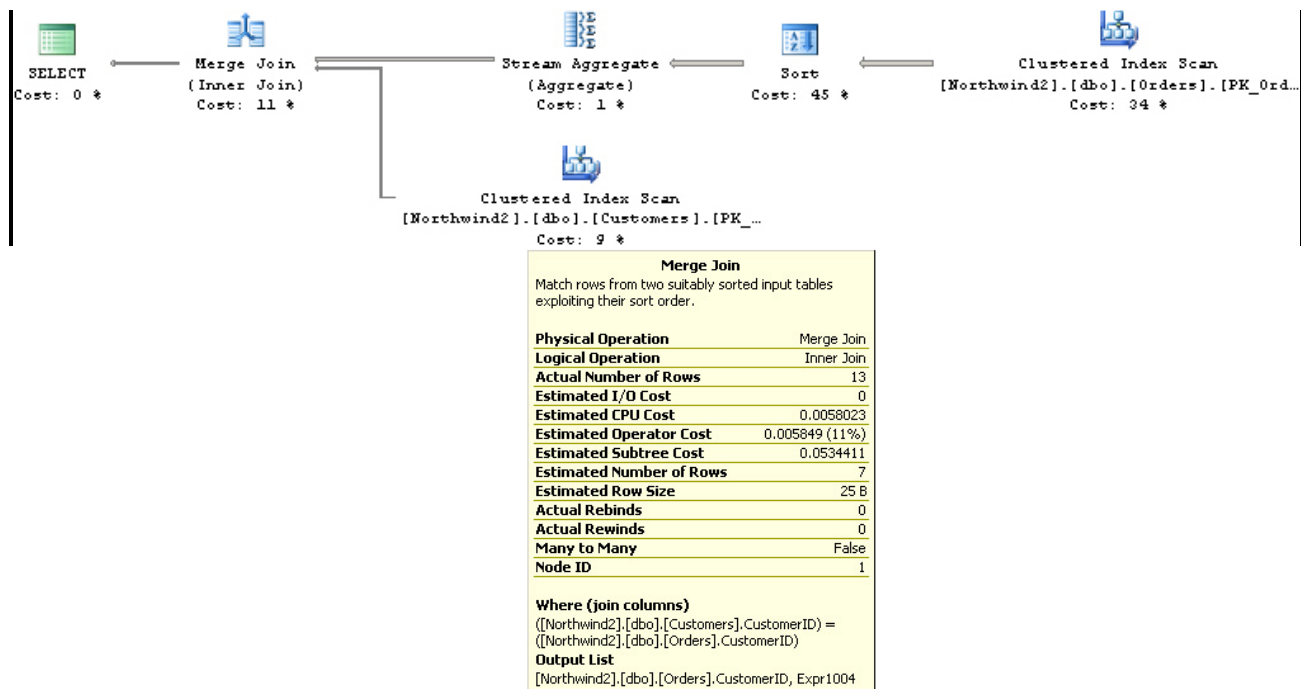 SELECT
Cost: 0 %
Merge Join
(Inner Join)
Cost: 11 %
Stream Aggregate
(Aggregate)
Cost: 1 %
Sort
Cost: 45 %
Clustered Index Scan
[Northwind2].[dbo].[Orders].[PK_Ord…
Cost: 34 %
Clustered Index Scan
[Northwind2].[dbo].[Customers].[PK_…
Cost: 9 %
Merge Join
Match rows from two suitably sorted input tables
exploiting their sort order.
Physical Operation Merge Join
Logical Operation Inner Join
Actual Number of Rows 13
Estimated I/O Cost 0
Estimated CPU Cost 0.0058023
Estimated Operator Cost 0.005849 (11%)
Estimated Subtree Cost 0.0534411
Estimated Number of Rows 7
Estimated Row Size 25 B
Actual Rebinds 0
Actual Rewinds 0
Many to Many False
Node ID 1
Where (join columns)
([Northwind2].[dbo].[Customers].CustomerID) =
([Northwind2].[dbo].[Orders].CustomerID)
Output List
[Northwind2].[dbo].[Orders].CustomerID, Expr1004